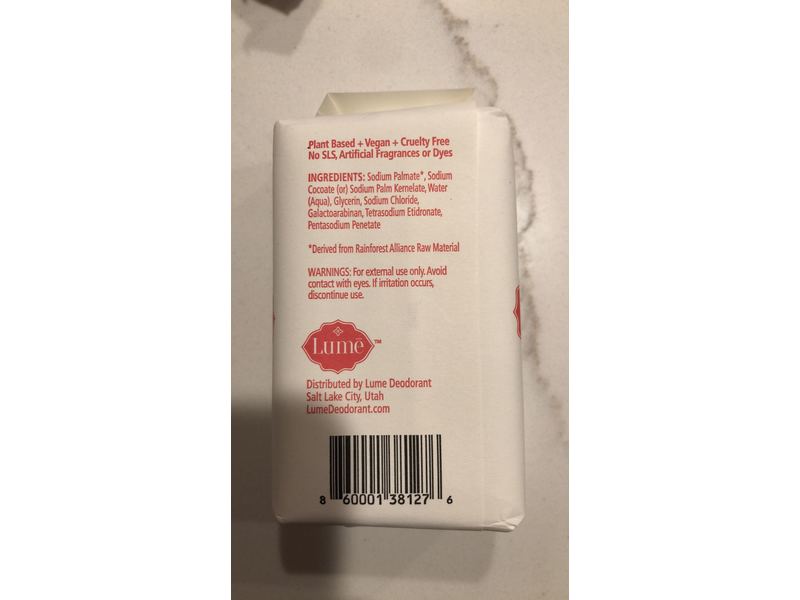 Plant Based + Vegan + Cruelty Free
No SLS, Artificial Fragrances or Dyes
INGREDIENTS: Sodium Palmate*, Sodium
Cocoate (or) Sodium Palm Kernelate, Water
(Aqua), Glycerin, Sodium Chloride,
Galactoarabinan, Tetrasodium Etidronate,
Pentasodium Penetate
*Derived from Rainforest Alliance Raw Material
WARNINGS: For external use only. Avoid
contact with eyes. If irritation occurs,
discontinue use.
Lumē™
Distributed by Lume Deodorant
Salt Lake City, Utah
LumeDeodorant.com
8 60001 38127 6